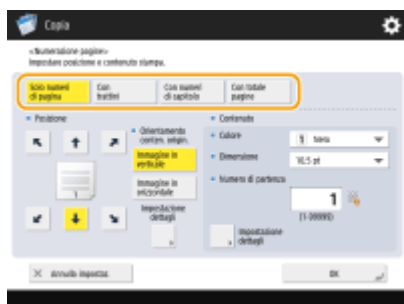 Copia
<Numerazione pagine>
Impostare posizione e contenuto stampa.
Solo numeri di pagina
Con trattini
Con numeri di capitolo
Con totale pagine
Posizione
Orientamento conten. origin.
Immagine in verticale
Immagine in orizzontale
Impostazione dettagli
Contenuto
Colore
1 Nero
Dimensione
10,5 pt
Numero di partenza
1
(1-99999)
Impostazione dettagli
Annulla impostaz.
OK